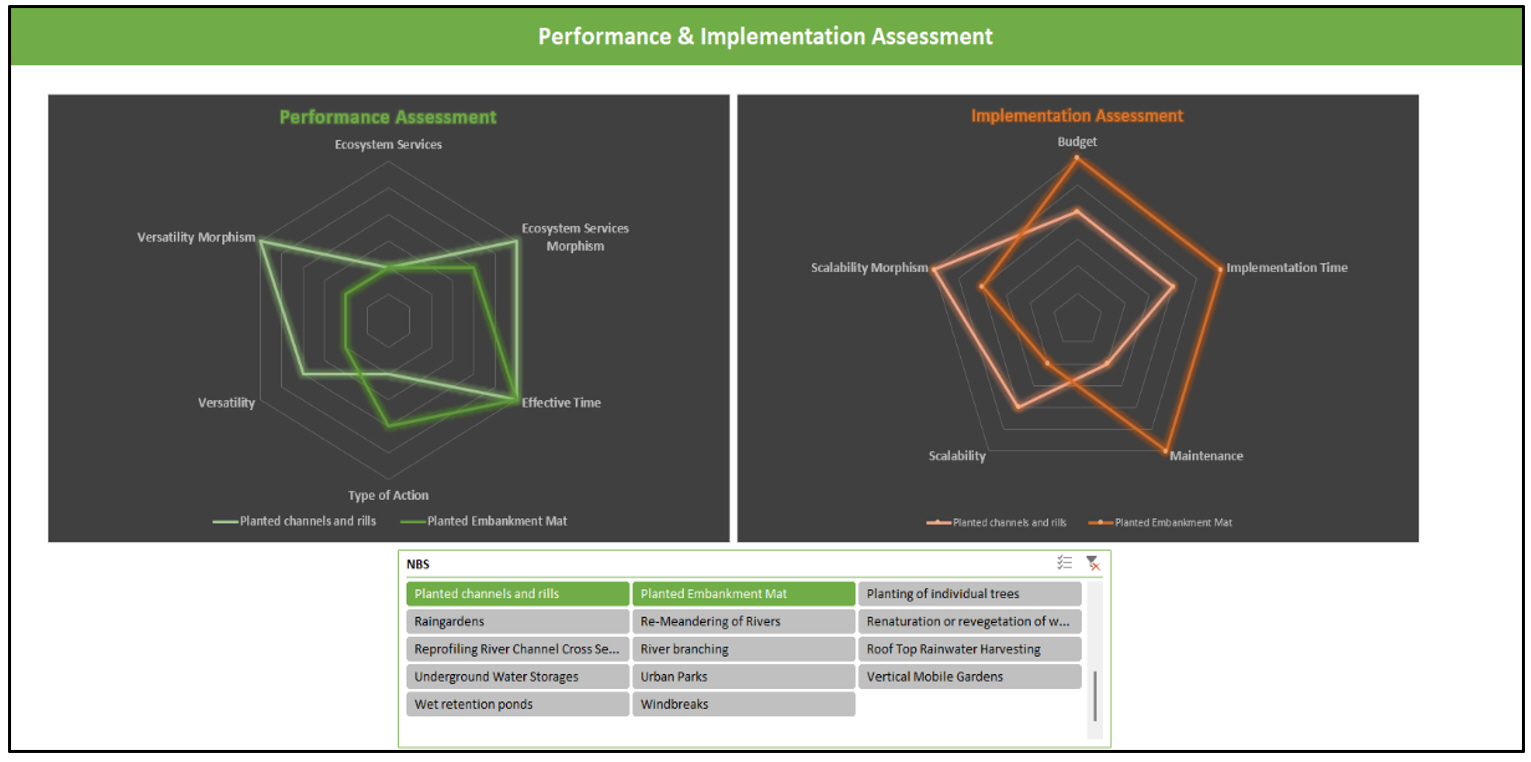 Performance & Implementation Assessment
Performance Assessment
Ecosystem Services
Ecosystem Services
Morphism
Versatility Morphism
Versatility
Effective Time
Type of Action
Planted channels and rills
Planted Embankment Mat
Implementation Assessment
Budget
Scalability Morphism
Implementation Time
Scalability
Maintenance
Planted channels and rills
Planted Embankment Mat
NBS
Planted channels and rills
Planted Embankment Mat
Planting of individual trees
Raingardens
Re-Meandering of Rivers
Renaturation or revegetation of w...
Reprofiling River Channel Cross Se...
River branching
Roof Top Rainwater Harvesting
Underground Water Storages
Urban Parks
Vertical Mobile Gardens
Wet retention ponds
Windbreaks